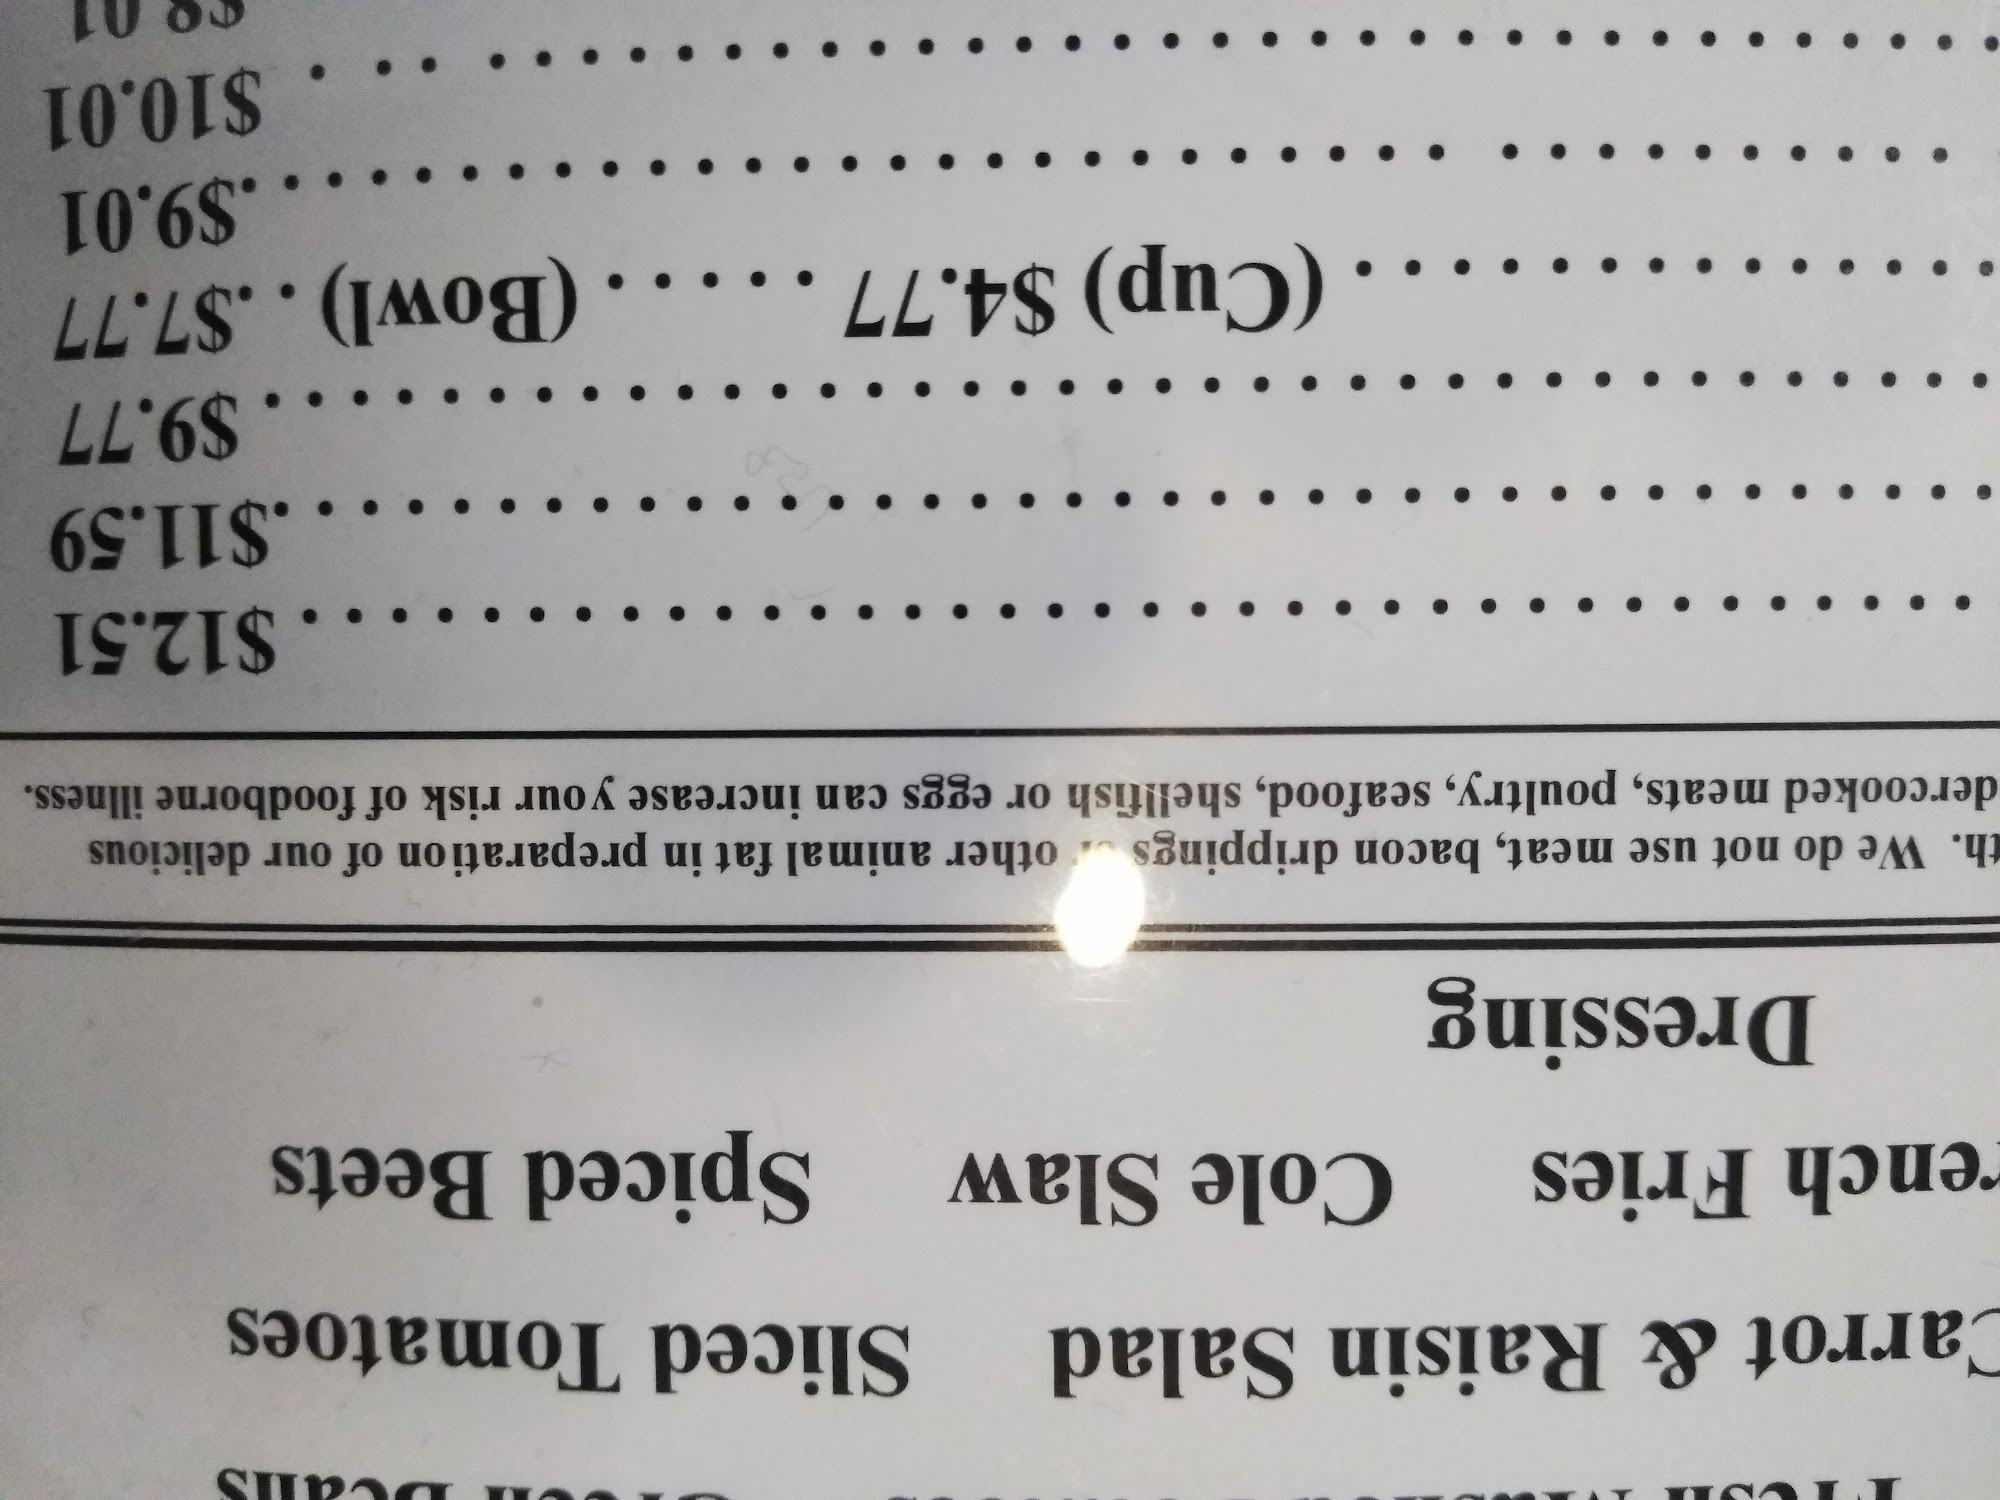 Carrot & Raisin Salad Sliced Tomatoes
rench Fries Cole Slaw Spiced Beets
Dressing
th. We do not use meat, bacon drippings or other animal fat in preparation of our delicious
dercooked meats, poultry, seafood, shellfish or eggs can increase your risk of foodborne illness.
$12.51
$11.59
$9.77
(Cup) $4.77 ..... (Bowl) . .$7.77
$9.01
$10.01
$8.01